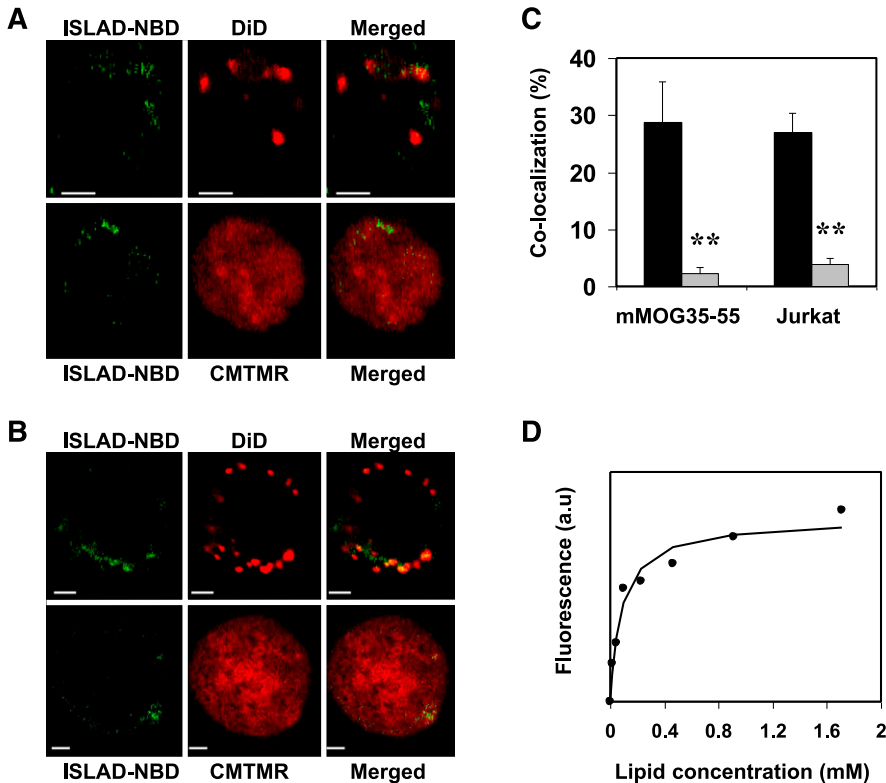 A
ISLAD-NBD DiD Merged
ISLAD-NBD CMTMR Merged
B
ISLAD-NBD DiD Merged
ISLAD-NBD CMTMR Merged
C
Co-localization (%)
40
30
20
10
0
**
**
mMOG35-55 Jurkat
D
Fluorescence (a.u)
0 0.4 0.8 1.2 1.6 2
Lipid concentration (mM)